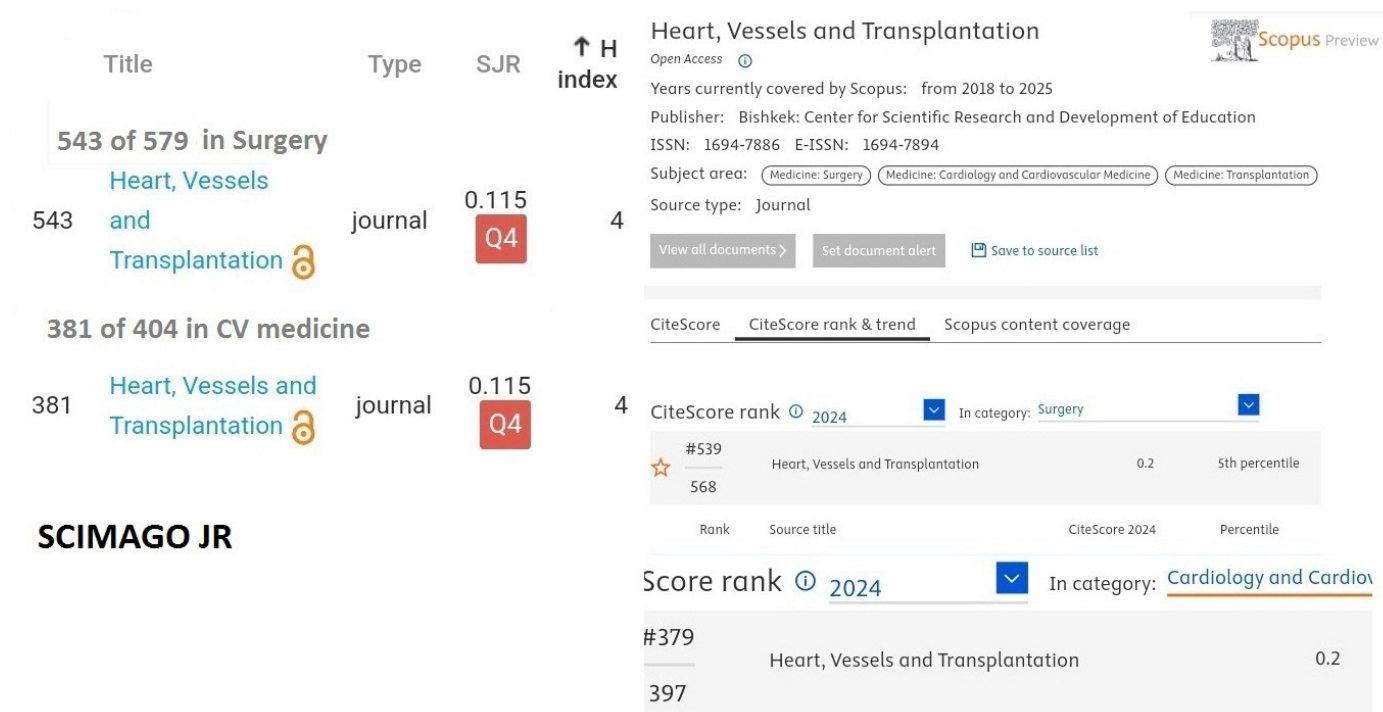 Title Type SJR ↑ H index
543 of 579 in Surgery
543 Heart, Vessels and Transplantation journal 0.115 Q4 4
381 of 404 in CV medicine
381 Heart, Vessels and Transplantation journal 0.115 Q4 4
SCIMAGO JR
Heart, Vessels and Transplantation
Scopus Preview
Open Access
Years currently covered by Scopus: from 2018 to 2025
Publisher: Bishkek: Center for Scientific Research and Development of Education
ISSN: 1694-7886 E-ISSN: 1694-7894
Subject area: Medicine: Surgery Medicine: Cardiology and Cardiovascular Medicine Medicine: Transplantation
Source type: Journal
View all documents > Set document alert Save to source list
CiteScore CiteScore rank & trend Scopus content coverage
CiteScore rank 2024 In category: Surgery
#539
568
Heart, Vessels and Transplantation 0.2 5th percentile
Rank Source title CiteScore 2024 Percentile
Score rank 2024 In category: Cardiology and Cardiov
#379
397
Heart, Vessels and Transplantation 0.2